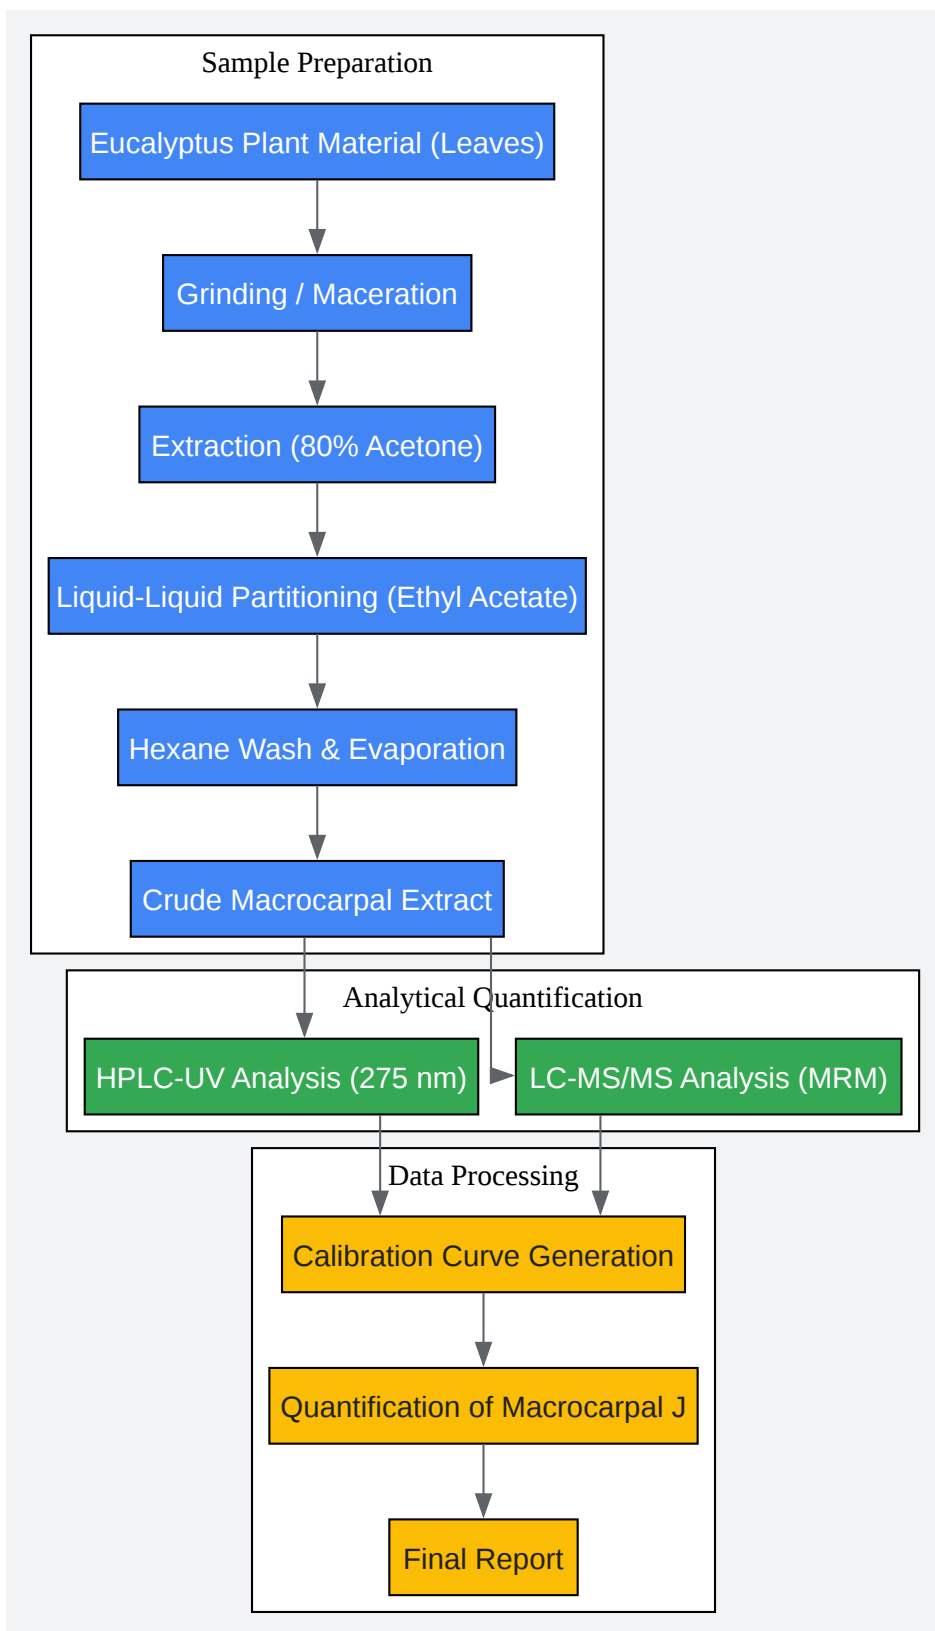 Sample Preparation
Eucalyptus Plant Material (Leaves)
Grinding / Maceration
Extraction (80% Acetone)
Liquid-Liquid Partitioning (Ethyl Acetate)
Hexane Wash & Evaporation
Crude Macrocarpal Extract
Analytical Quantification
HPLC-UV Analysis (275 nm)
LC-MS/MS Analysis (MRM)
Data Processing
Calibration Curve Generation
Quantification of Macrocarpal J
Final Report